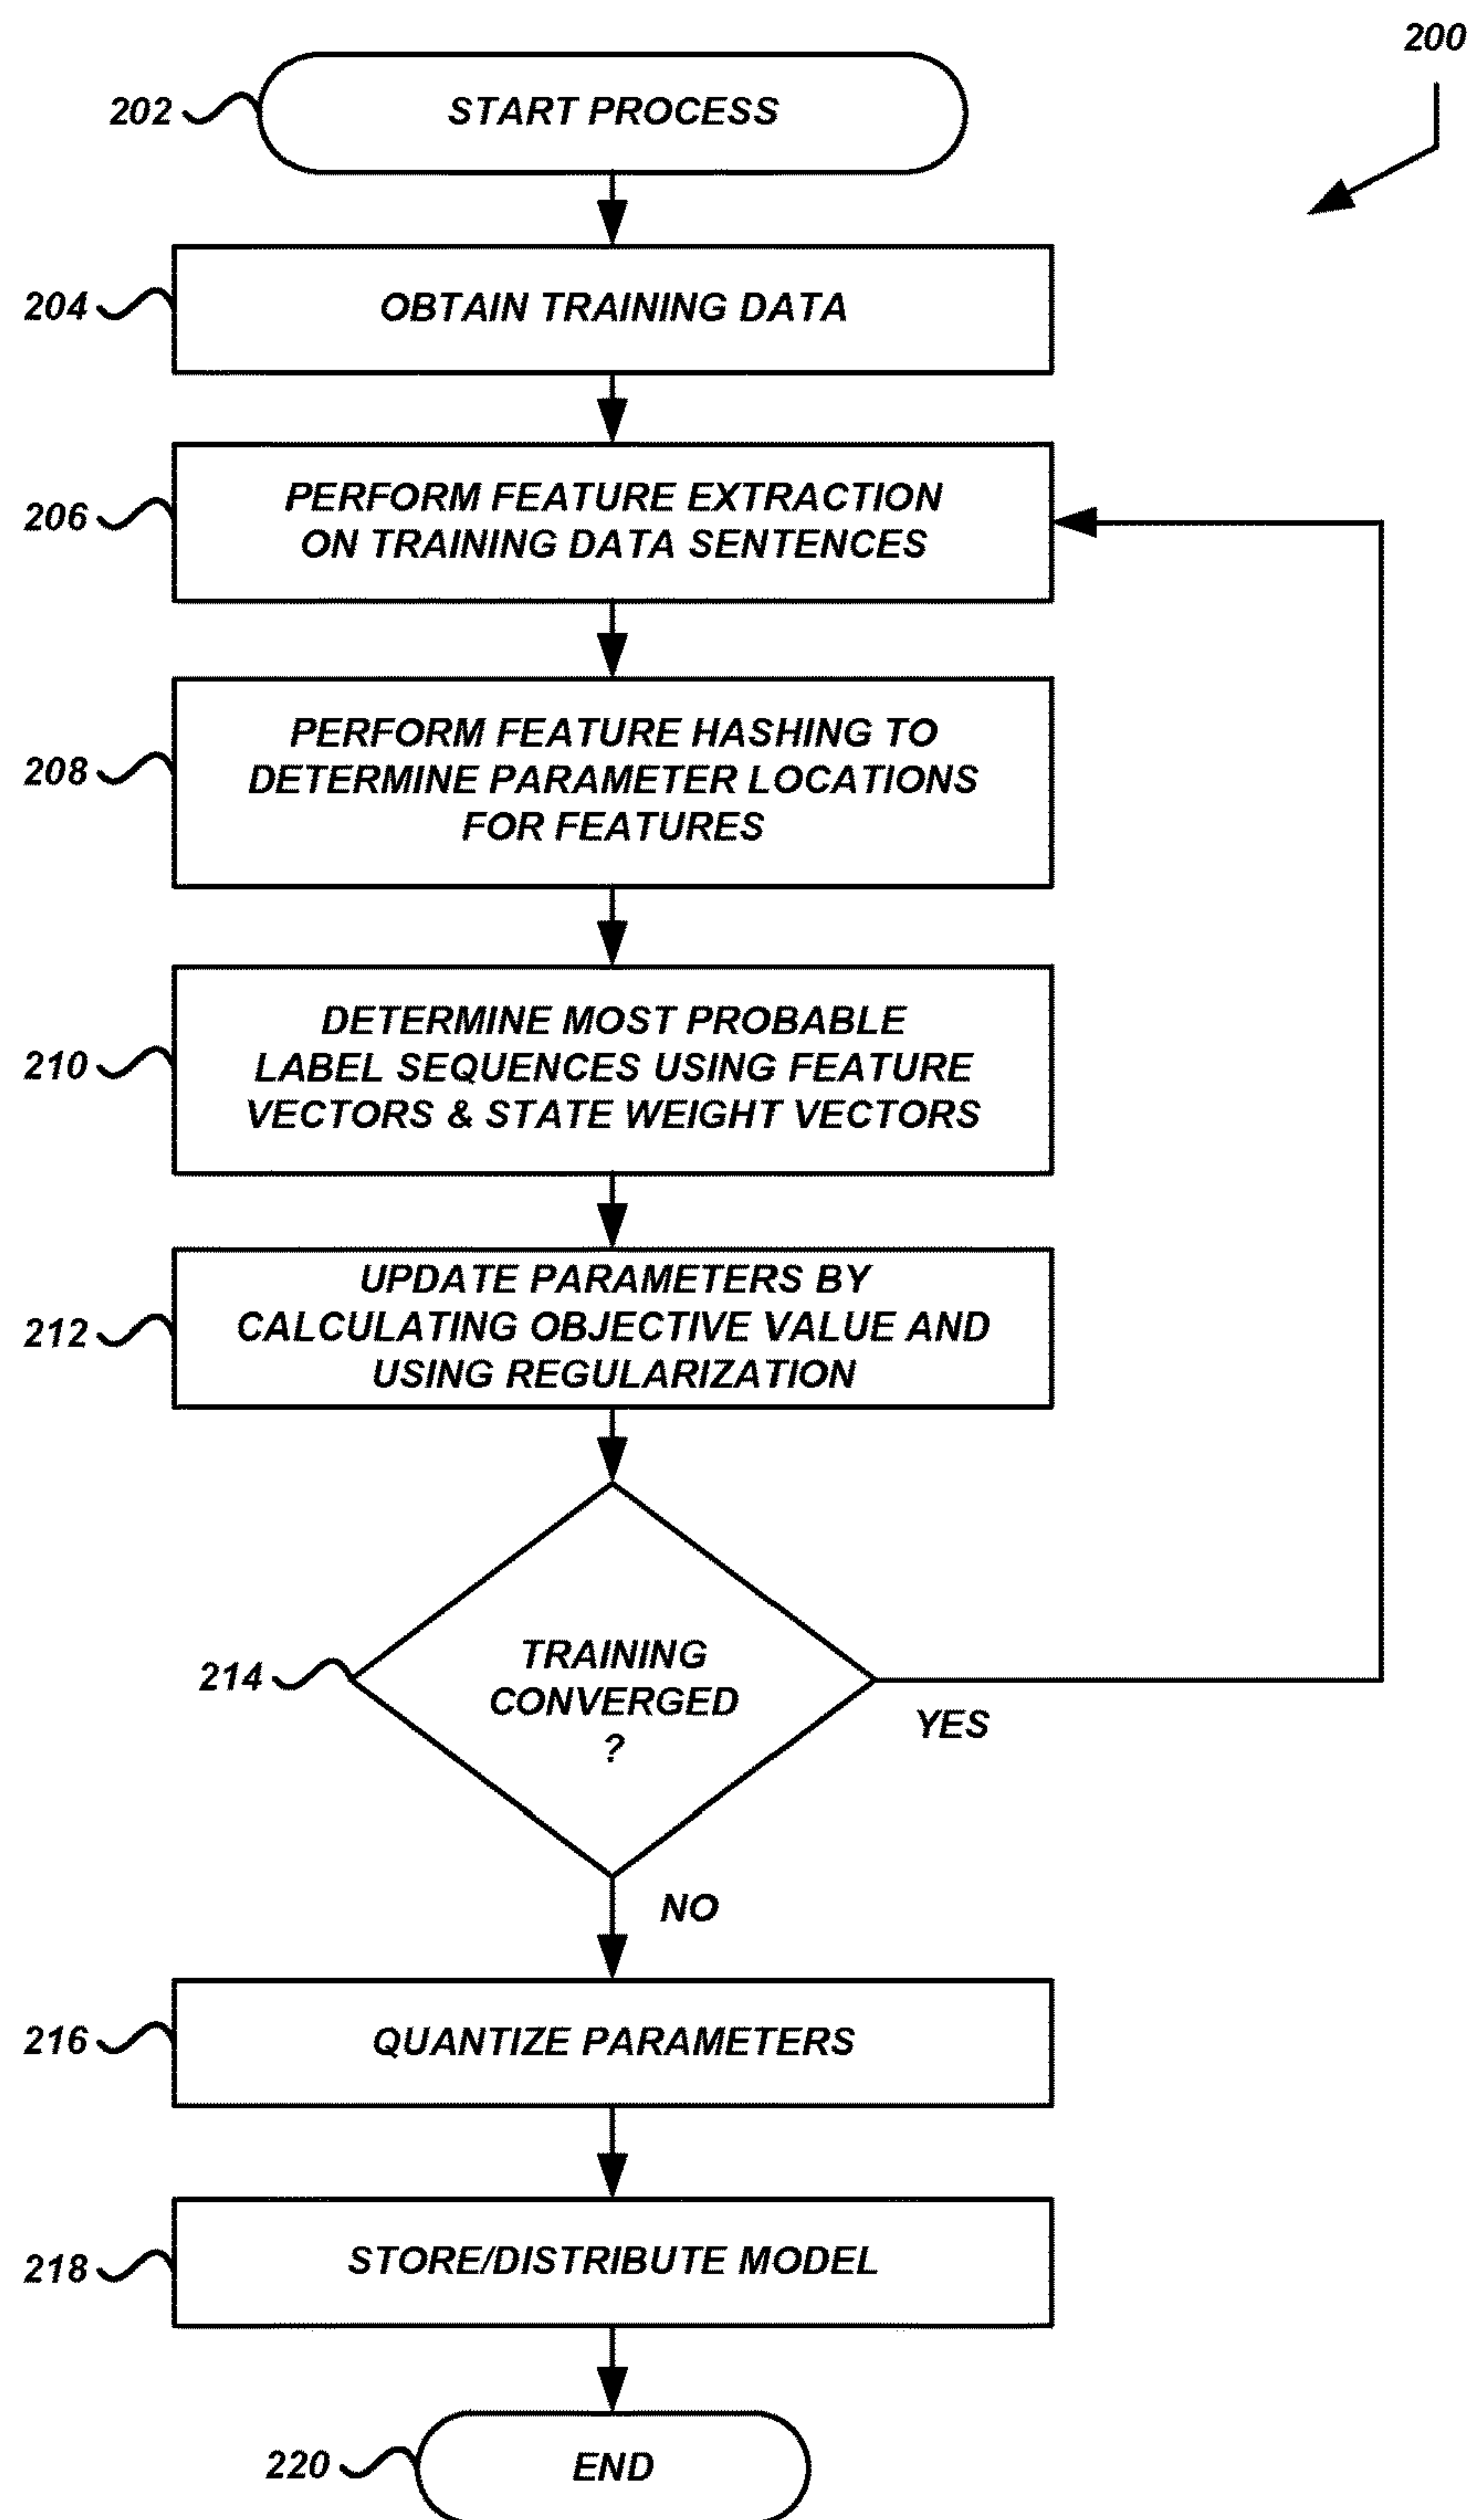 200
202
START PROCESS
204
OBTAIN TRAINING DATA
206
PERFORM FEATURE EXTRACTION
ON TRAINING DATA SENTENCES
208
PERFORM FEATURE HASHING TO
DETERMINE PARAMETER LOCATIONS
FOR FEATURES
210
DETERMINE MOST PROBABLE
LABEL SEQUENCES USING FEATURE
VECTORS & STATE WEIGHT VECTORS
212
UPDATE PARAMETERS BY
CALCULATING OBJECTIVE VALUE AND
USING REGULARIZATION
214
TRAINING
CONVERGED
?
YES
NO
216
QUANTIZE PARAMETERS
218
STORE/DISTRIBUTE MODEL
220
END